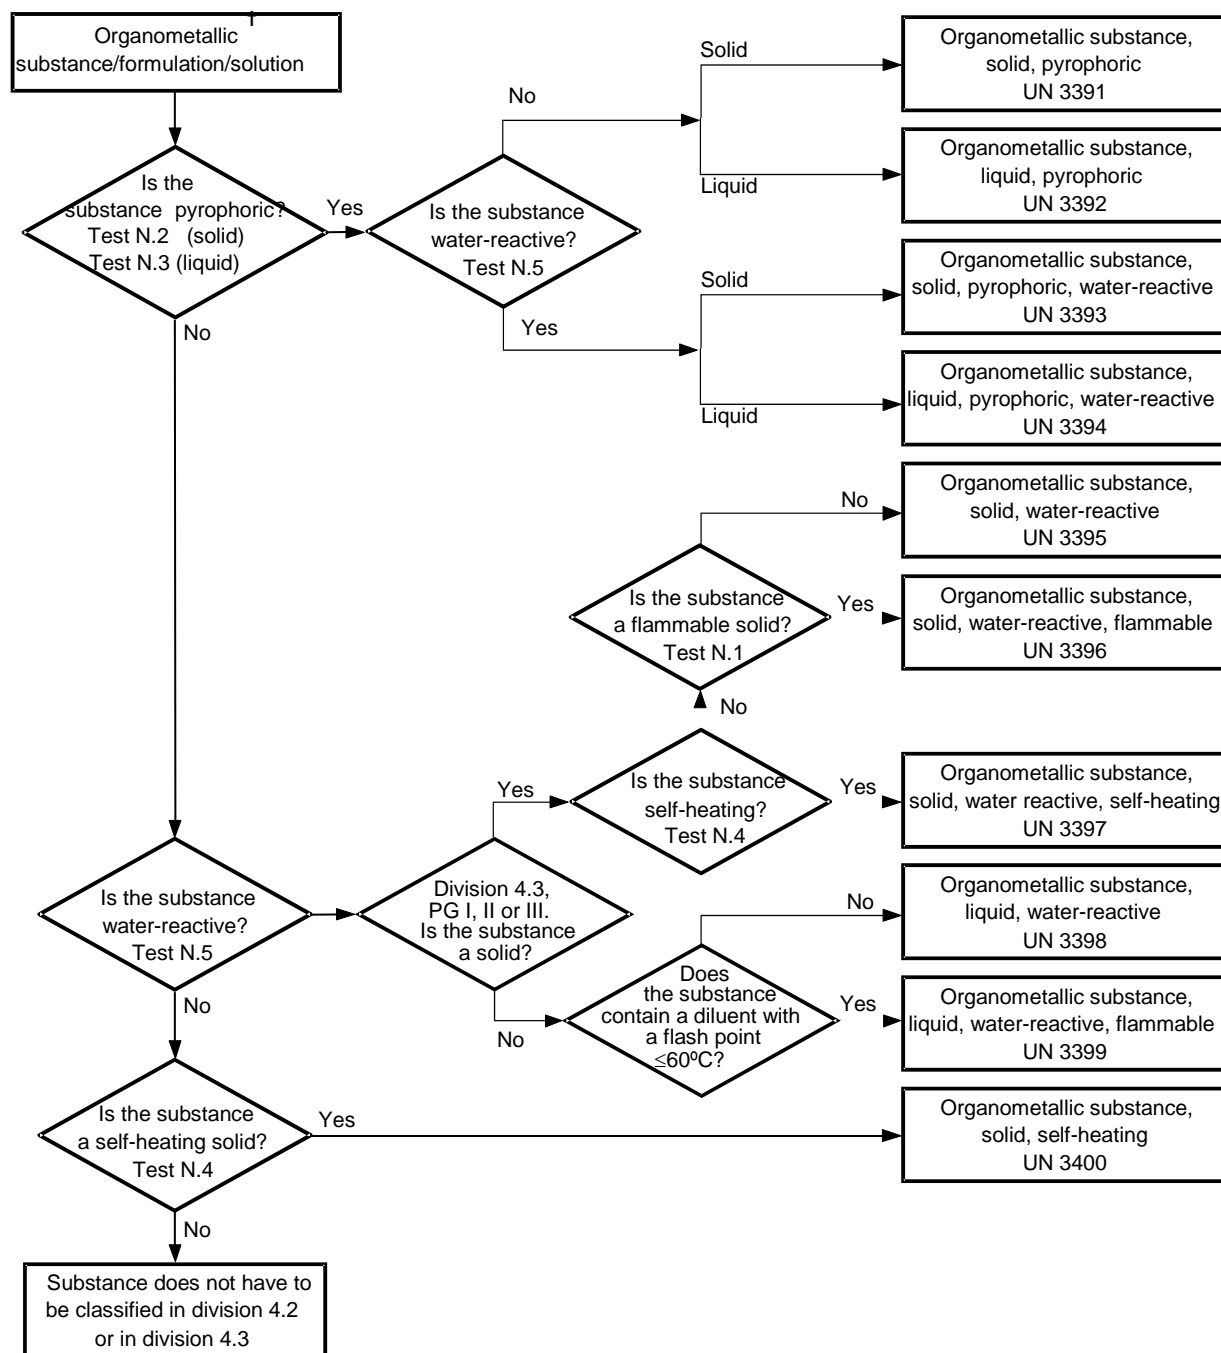 †
Organometallic
substance/formulation/solution
Solid
Organometallic substance,
solid, pyrophoric
UN 3391
No
Liquid
Organometallic substance,
liquid, pyrophoric
UN 3392
Is the
substance pyrophoric?
Test N.2 (solid)
Test N.3 (liquid)
Yes
Is the substance
water-reactive?
Test N.5
Solid
Organometallic substance,
solid, pyrophoric, water-reactive
UN 3393
No
Yes
Liquid
Organometallic substance,
liquid, pyrophoric, water-reactive
UN 3394
No
Organometallic substance,
solid, water-reactive
UN 3395
Is the substance
a flammable solid?
Test N.1
Yes
Organometallic substance,
solid, water-reactive, flammable
UN 3396
No
Yes
Is the substance
self-heating?
Test N.4
Yes
Organometallic substance,
solid, water reactive, self-heating
UN 3397
Is the substance
water-reactive?
Test N.5
Division 4.3,
PG I, II or III.
Is the substance
a solid?
No
Organometallic substance,
liquid, water-reactive
UN 3398
No
No
Does
the substance
contain a diluent with
a flash point
≤60ºC?
Yes
Organometallic substance,
liquid, water-reactive, flammable
UN 3399
Is the substance
a self-heating solid?
Test N.4
Yes
Organometallic substance,
solid, self-heating
UN 3400
No
Substance does not have to
be classified in division 4.2
or in division 4.3